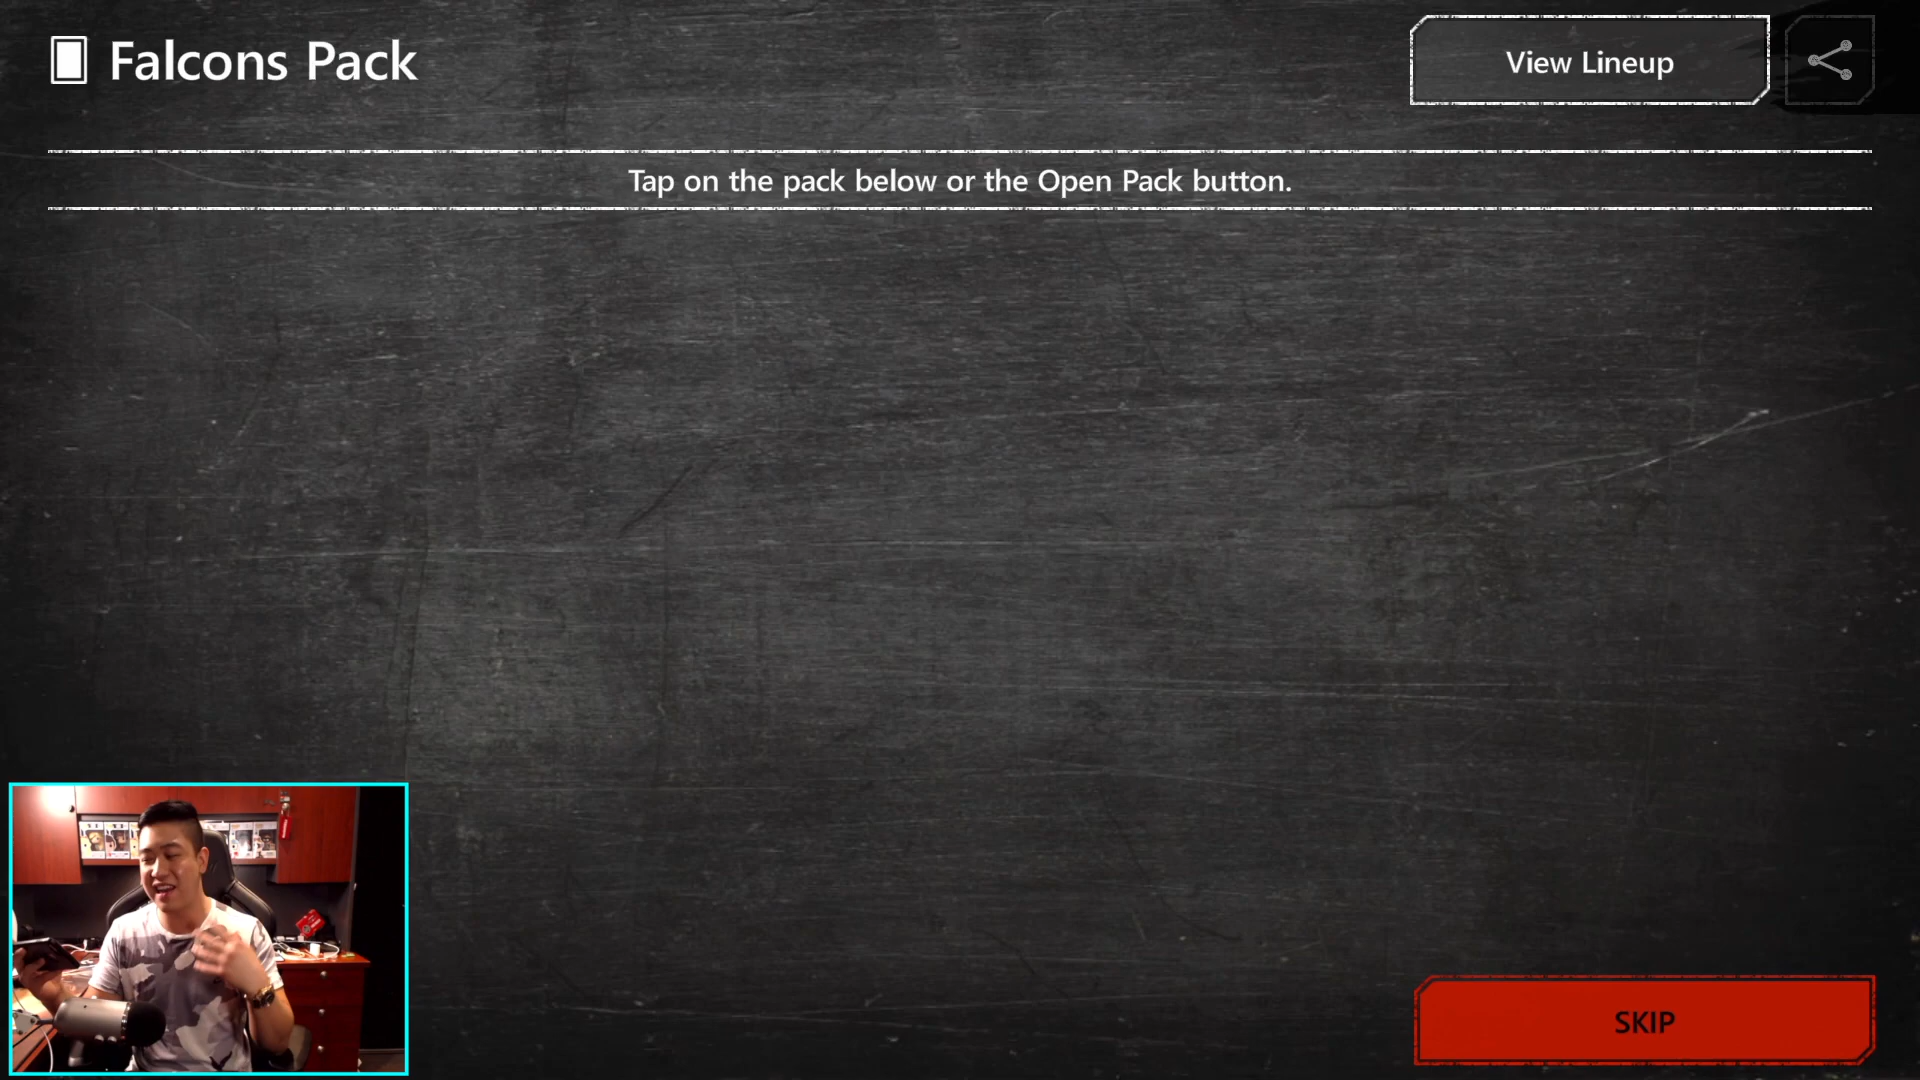 Falcons Pack
View Lineup
Tap on the pack below or the Open Pack button.
SKIP